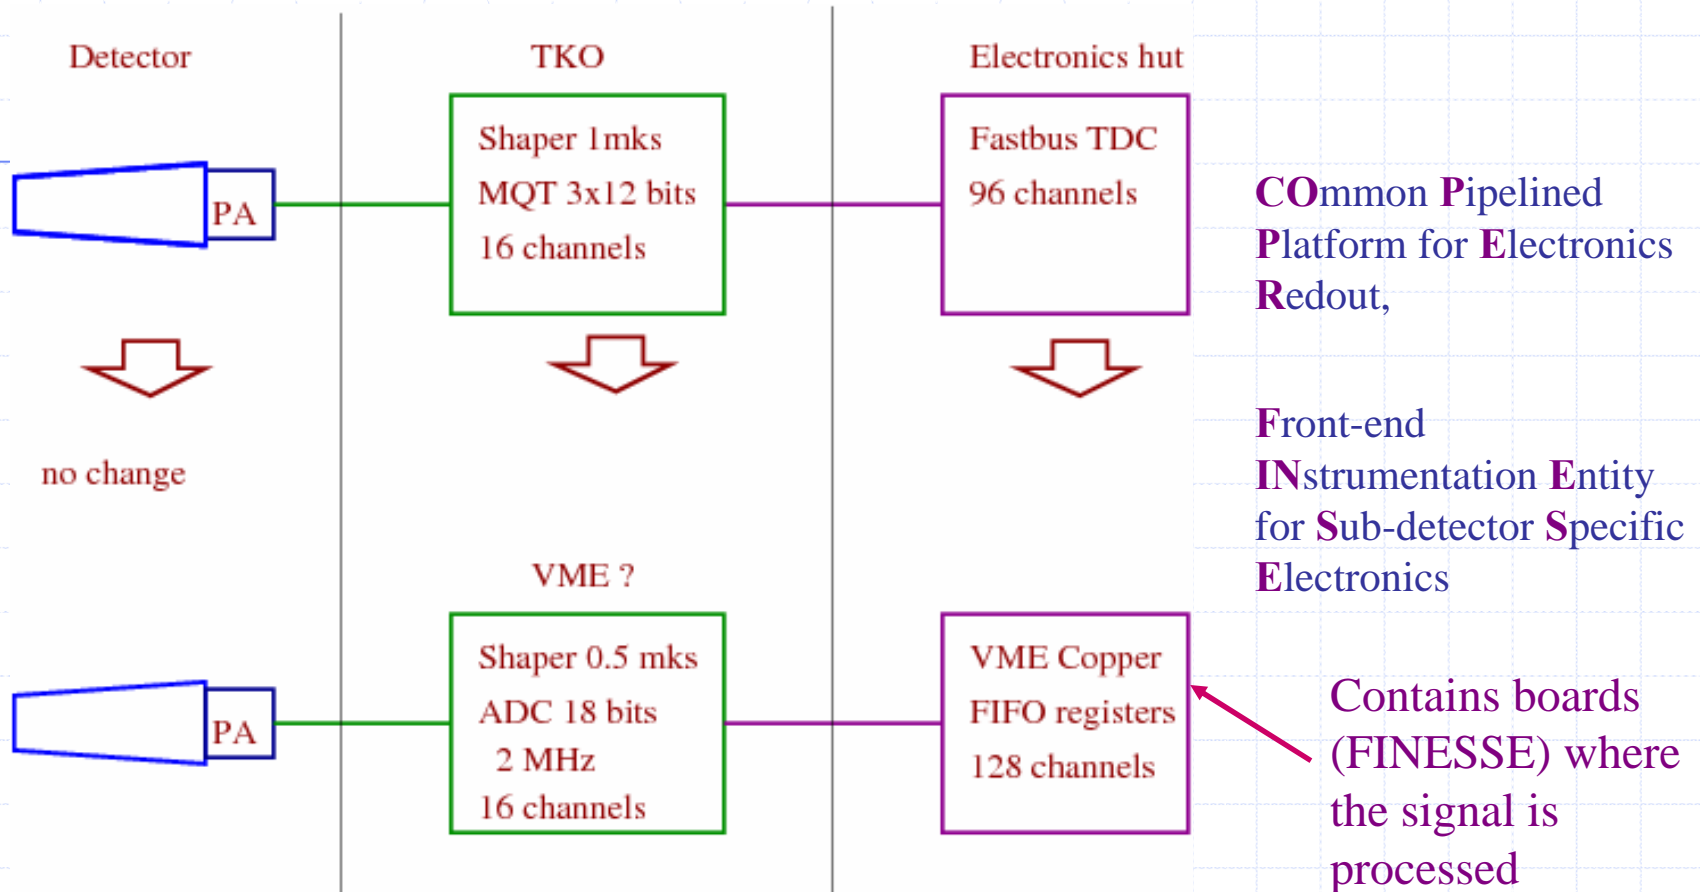 Detector
TKO
Electronics hut
PA
Shaper 1mks
MQT 3x12 bits
16 channels
Fastbus TDC
96 channels
COmmon Pipelined
Platform for Electronics
Redout,
no change
Front-end
INstrumentation Entity
for Sub-detector Specific
Electronics
VME ?
PA
Shaper 0.5 mks
ADC 18 bits
2 MHz
16 channels
VME Copper
FIFO registers
128 channels
Contains boards
(FINESSE) where
the signal is
processed